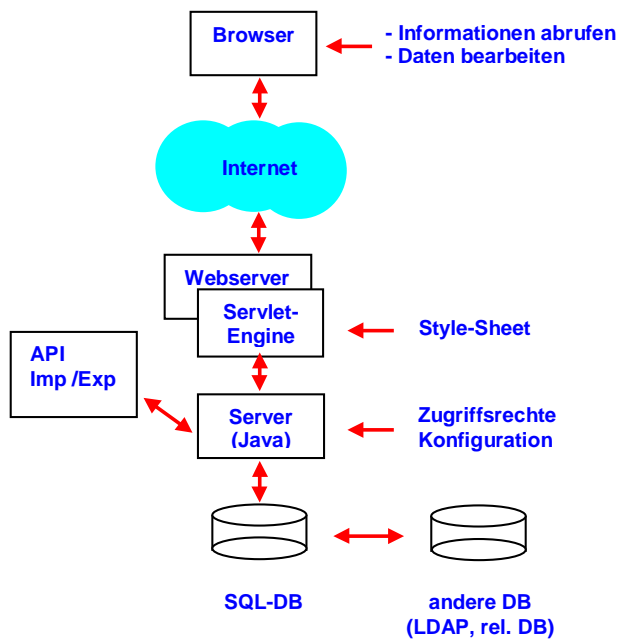 Browser
- Informationen abrufen
- Daten bearbeiten
Internet
Webserver
Servlet-
Engine
Style-Sheet
API
Imp /Exp
Server
(Java)
Zugriffsrechte
Konfiguration
SQL-DB
andere DB
(LDAP, rel. DB)